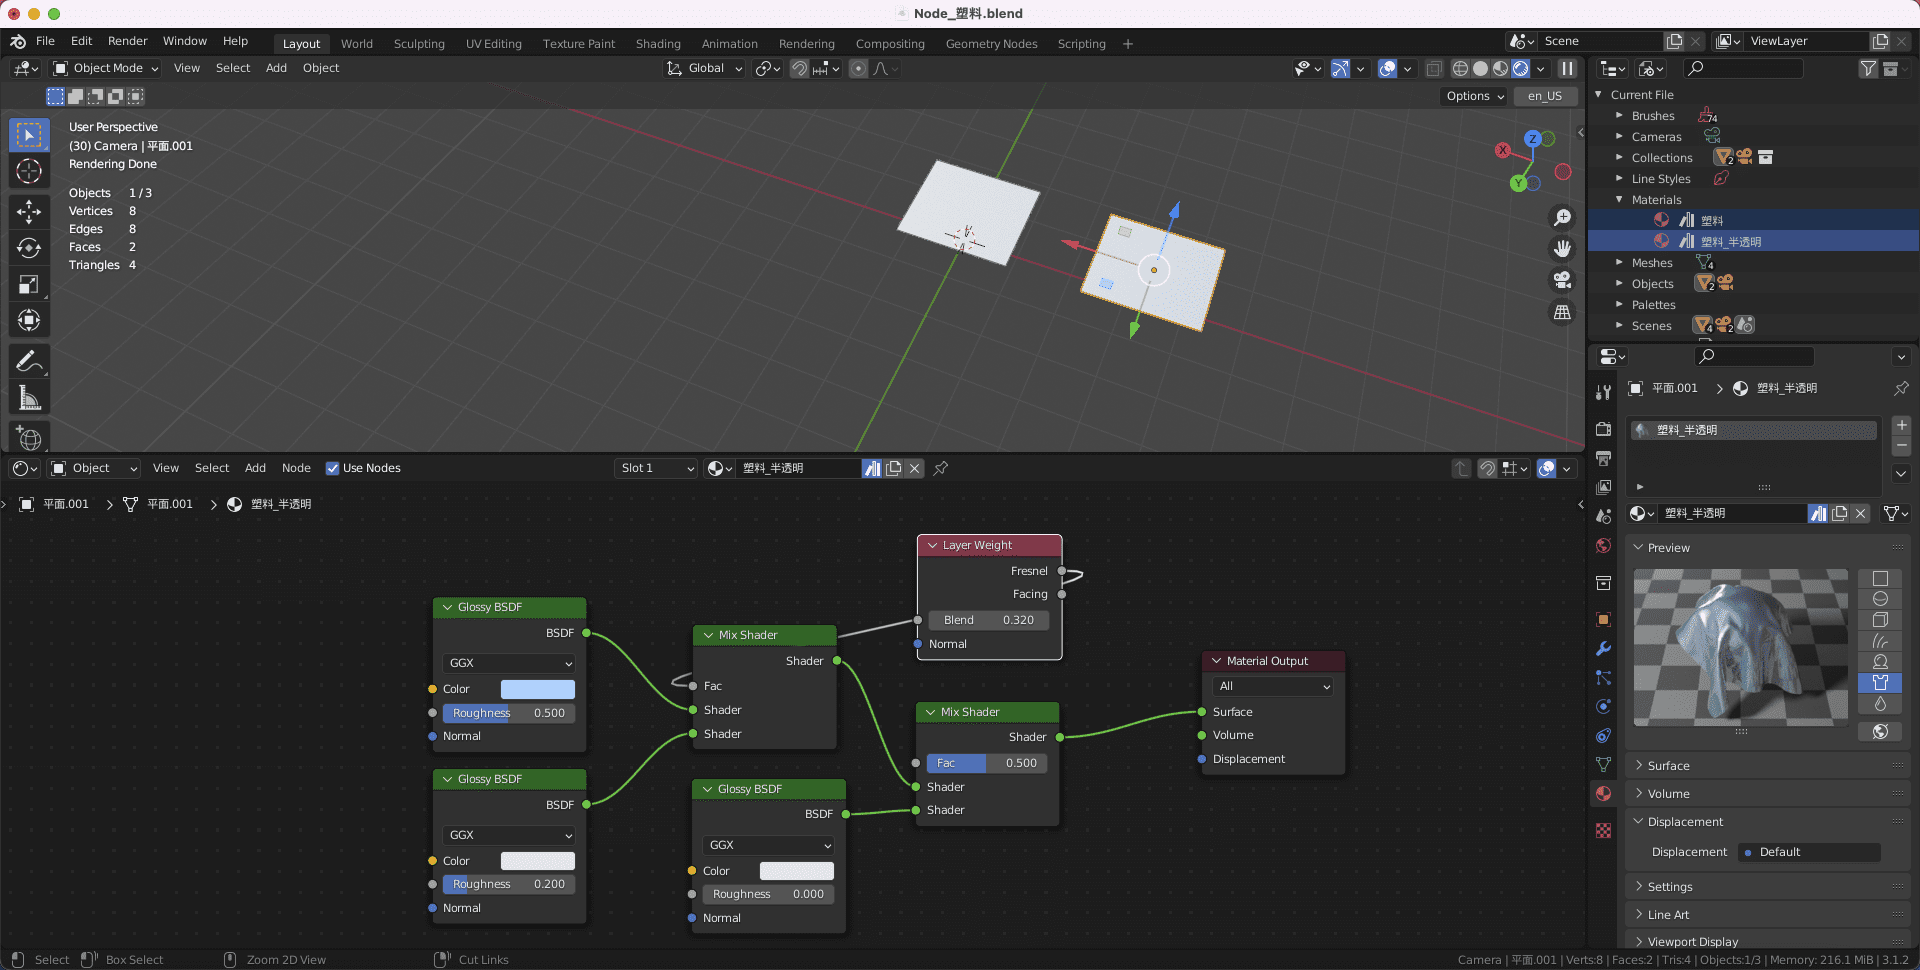 Node_塑料.blend
File Edit Render Window Help Layout World Sculpting UV Editing Texture Paint Shading Animation Rendering Compositing Geometry Nodes Scripting + Scene ViewLayer
Object Mode View Select Add Object Global
Options en_US
User Perspective
(30) Camera | 平面.001
Rendering Done
Objects 1 / 3
Vertices 8
Edges 8
Faces 2
Triangles 4
Z
X
Y
Current File
Brushes 74
Cameras
Collections 2
Line Styles
Materials
塑料
塑料_半透明
Meshes 4
Objects 2
Palettes
Scenes 4 2
平面.001 > 塑料_半透明
塑料_半透明
塑料_半透明
Preview
Surface
Volume
Displacement
Displacement Default
Settings
Line Art
Viewport Display
Object View Select Add Node Use Nodes Slot 1 塑料_半透明
平面.001 > 平面.001 > 塑料_半透明
Layer Weight
Fresnel
Facing
Blend 0.320
Normal
Glossy BSDF
BSDF
GGX
Color
Roughness 0.500
Normal
Mix Shader
Shader
Fac
Shader
Shader
Material Output
All
Surface
Volume
Displacement
Mix Shader
Shader
Fac 0.500
Shader
Shader
Glossy BSDF
BSDF
GGX
Color
Roughness 0.200
Normal
Glossy BSDF
BSDF
GGX
Color
Roughness 0.000
Normal
Select Box Select Zoom 2D View Cut Links Camera | 平面.001 | Verts:8 | Faces:2 | Tris:4 | Objects:1/3 | Memory: 216.1 MiB | 3.1.2